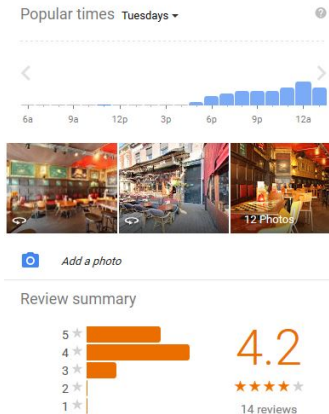 Popular times Tuesdays
6a 9a 12p 3p 6p 9p 12a
12 Photos
Add a photo
Review summary
5
4
3
2
1
4.2
14 reviews